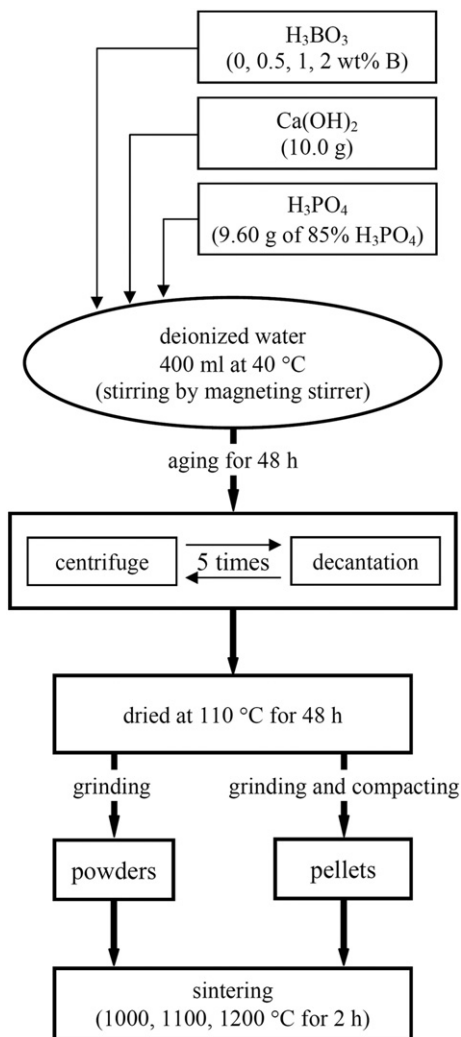 H₃BO₃
(0, 0.5, 1, 2 wt% B)
Ca(OH)₂
(10.0 g)
H₃PO₄
(9.60 g of 85% H₃PO₄)
deionized water
400 ml at 40 °C
(stirring by magneting stirrer)
aging for 48 h
centrifuge
5 times
decantation
dried at 110 °C for 48 h
grinding
grinding and compacting
powders
pellets
sintering
(1000, 1100, 1200 °C for 2 h)